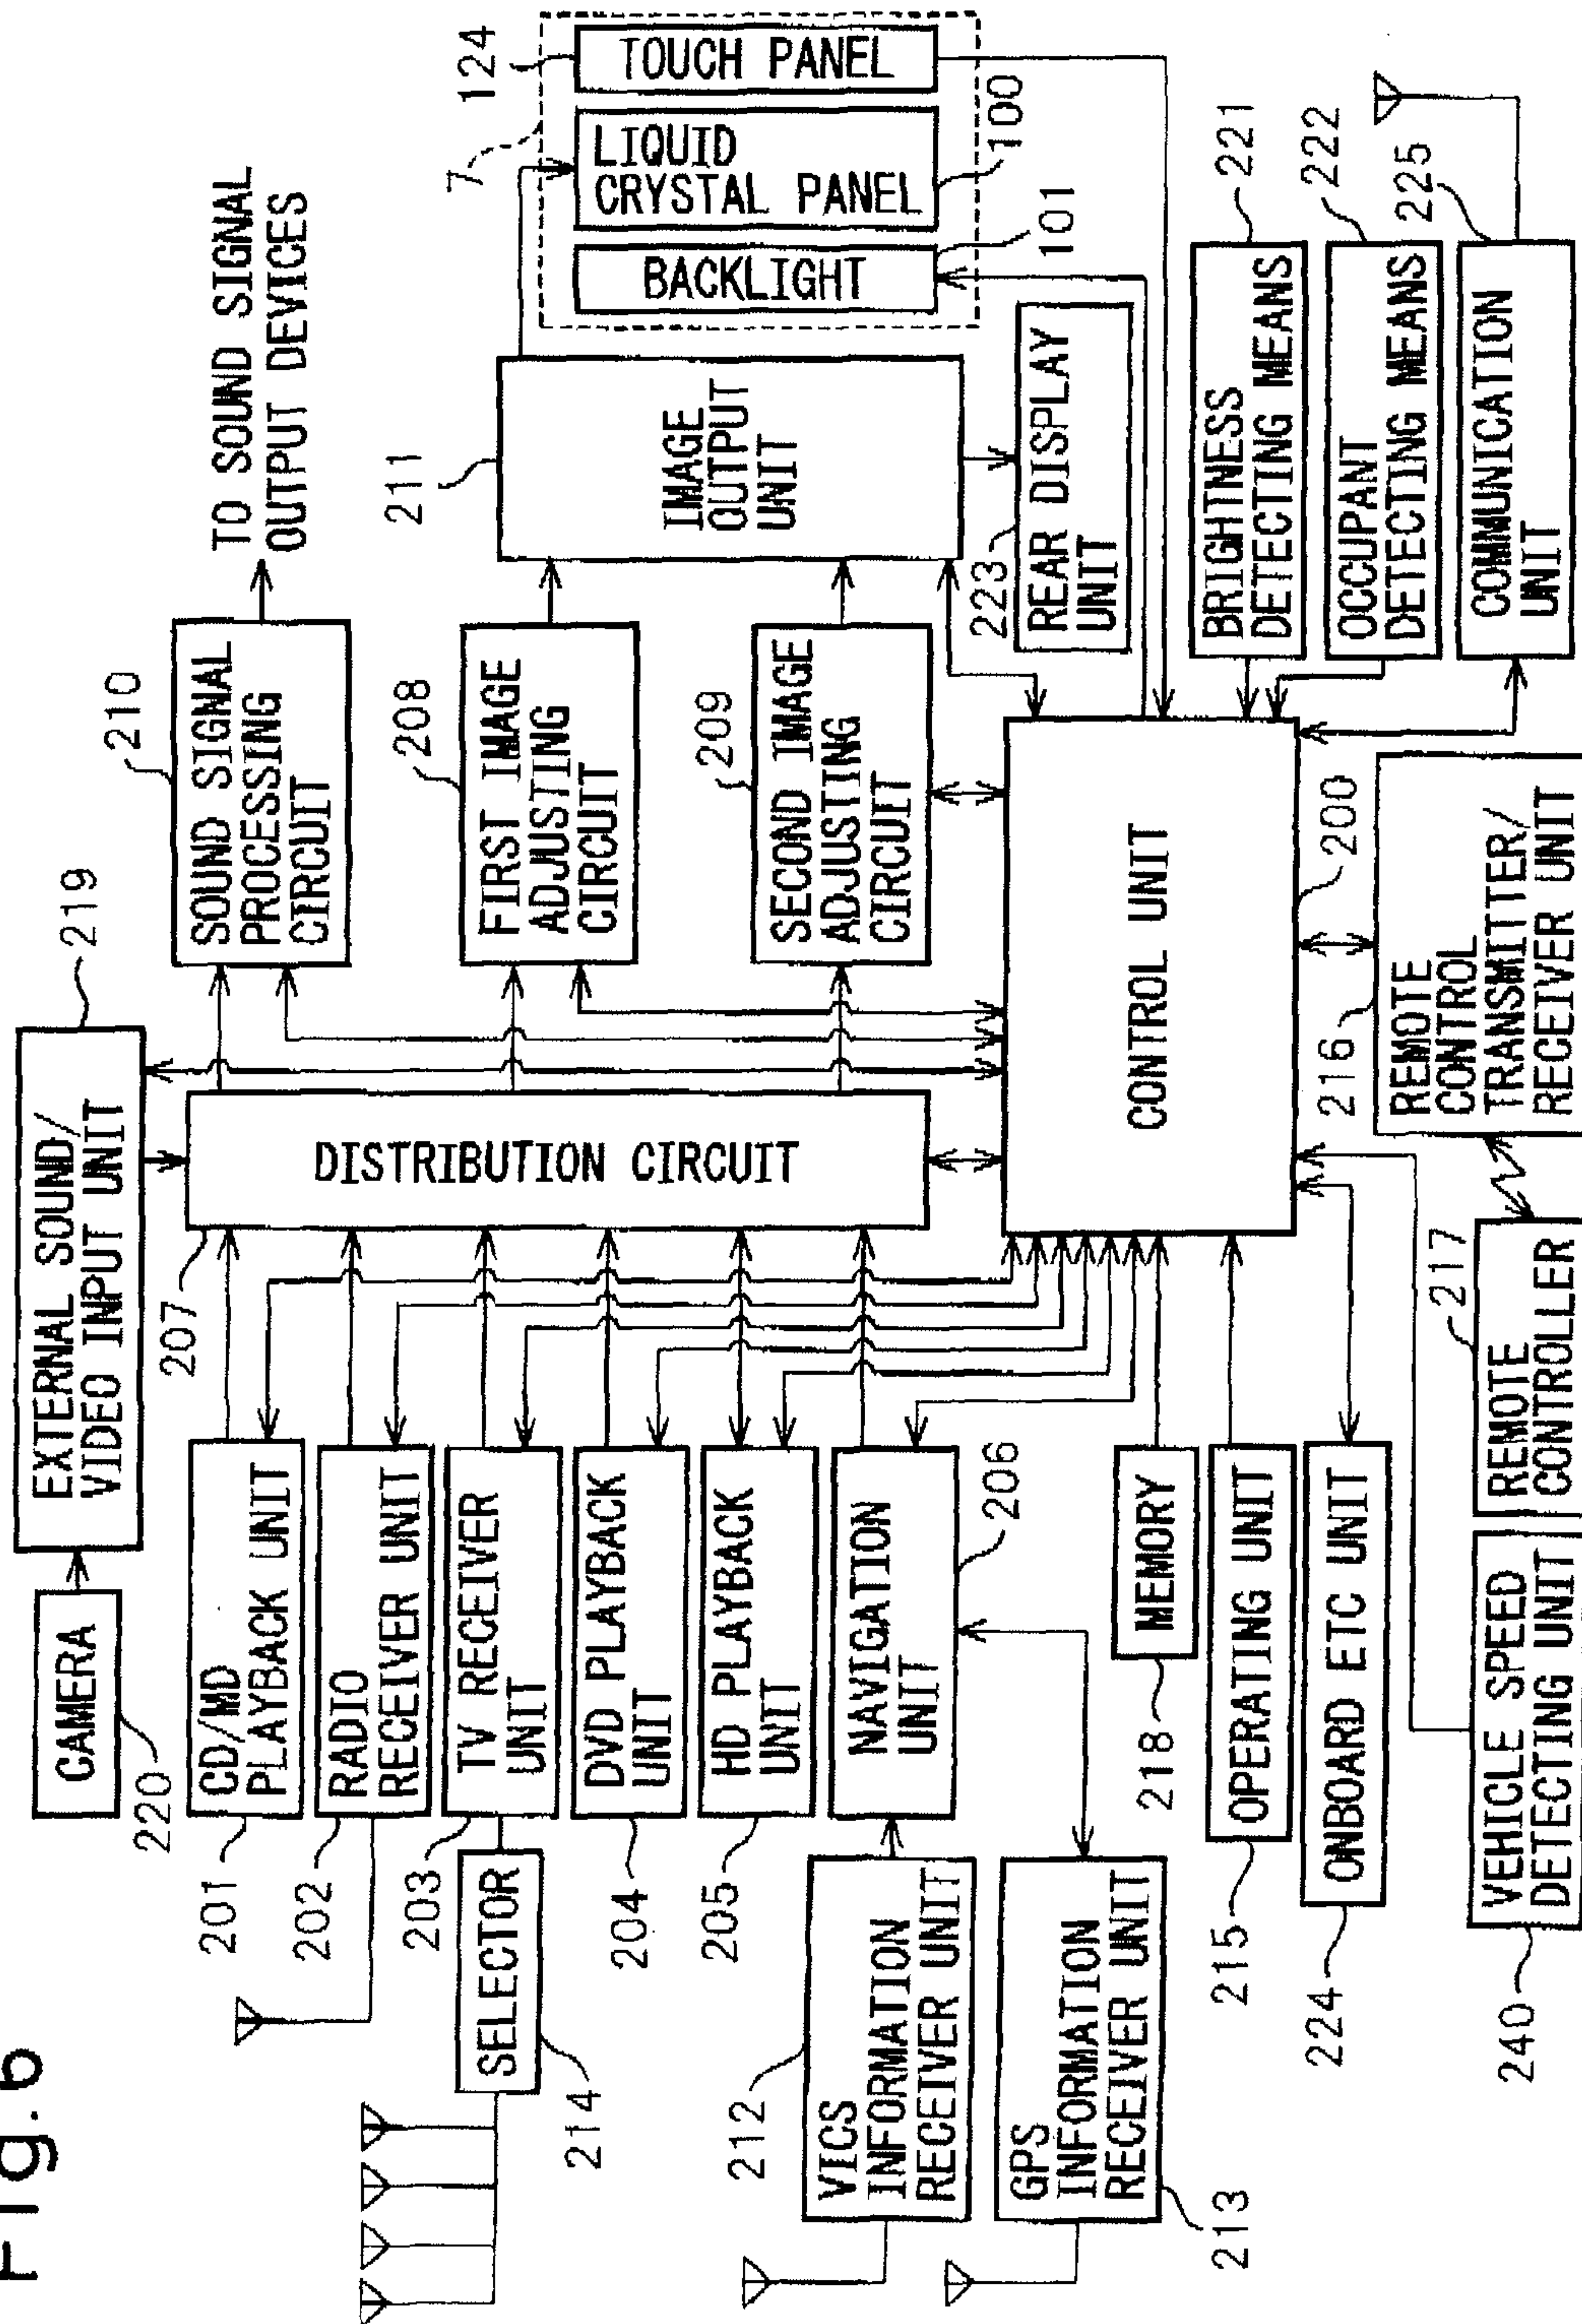 Fig.6
CAMERA
220
EXTERNAL SOUND/
VIDEO INPUT UNIT
219
CD/MD
PLAYBACK UNIT
201
RADIO
RECEIVER UNIT
202
TV RECEIVER
UNIT
203
SELECTOR
214
DVD PLAYBACK
UNIT
204
HD PLAYBACK
UNIT
205
NAVIGATION
UNIT
206
VICS
INFORMATION
RECEIVER UNIT
212
GPS
INFORMATION
RECEIVER UNIT
213
MEMORY
218
OPERATING UNIT
215
ONBOARD ETC UNIT
224
VEHICLE SPEED
DETECTING UNIT
240
REMOTE
CONTROLLER
217
REMOTE
CONTROL
TRANSMITTER/
RECEIVER UNIT
216
DISTRIBUTION CIRCUIT
207
CONTROL UNIT
200
SOUND SIGNAL
PROCESSING
CIRCUIT
210
TO SOUND SIGNAL
OUTPUT DEVICES
FIRST IMAGE
ADJUSTING
CIRCUIT
208
SECOND IMAGE
ADJUSTING
CIRCUIT
209
IMAGE
OUTPUT
UNIT
211
7
TOUCH PANEL
124
LIQUID
CRYSTAL PANEL
100
BACKLIGHT
101
REAR DISPLAY
UNIT
223
BRIGHTNESS
DETECTING MEANS
221
OCCUPANT
DETECTING MEANS
222
COMMUNICATION
UNIT
225